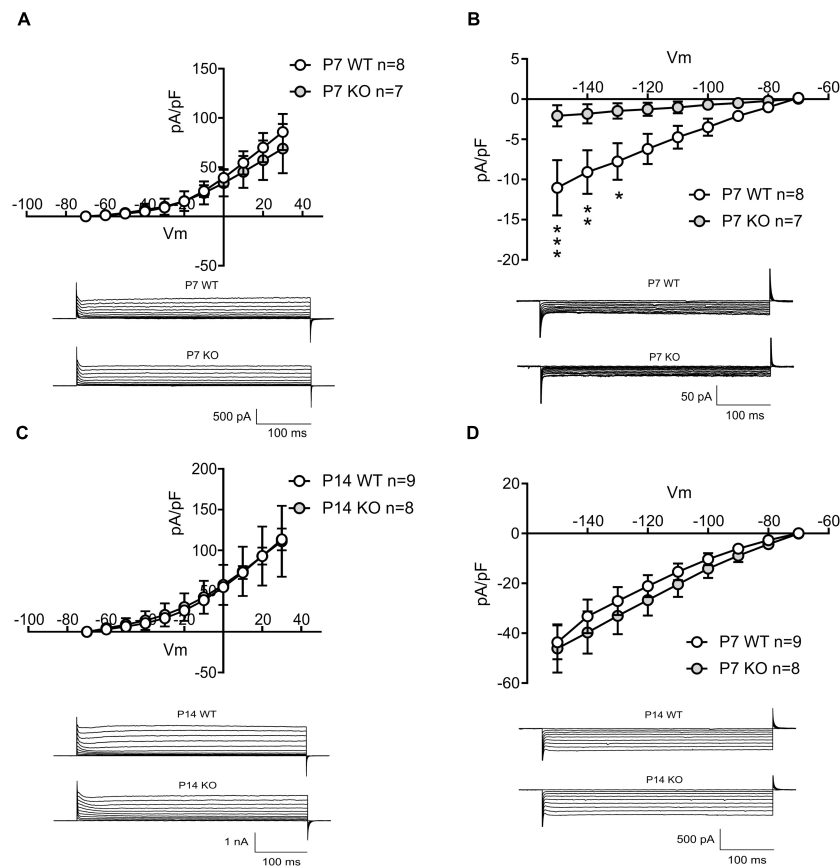 A
P7 WT n=8
P7 KO n=7
pA/pF
150
100
50
-50
-100 -80 -60 -40 -20 20 40 60
Vm
P7 WT
P7 KO
500 pA
100 ms
B
Vm
5
0
-5
-10
-15
-20
pA/pF
-140 -120 -100 -80 -60
P7 WT n=8
P7 KO n=7
***
**
*
P7 WT
P7 KO
50 pA
100 ms
C
P14 WT n=9
P14 KO n=8
pA/pF
200
150
100
50
-50
-100 -80 -60 -40 -20 20 40
Vm
P14 WT
P14 KO
1 nA
100 ms
D
Vm
20
0
-20
-40
-60
pA/pF
-140 -120 -100 -80 -60
P7 WT n=9
P7 KO n=8
P14 WT
P14 KO
500 pA
100 ms